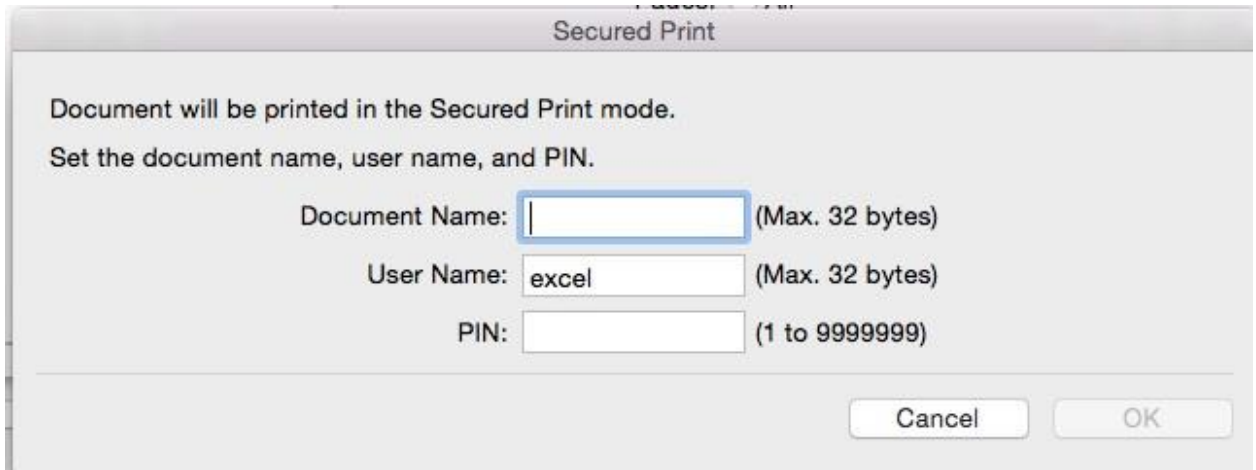 Secured Print
Document will be printed in the Secured Print mode.
Set the document name, user name, and PIN.
Document Name: (Max. 32 bytes)
User Name: excel (Max. 32 bytes)
PIN: (1 to 9999999)
Cancel OK